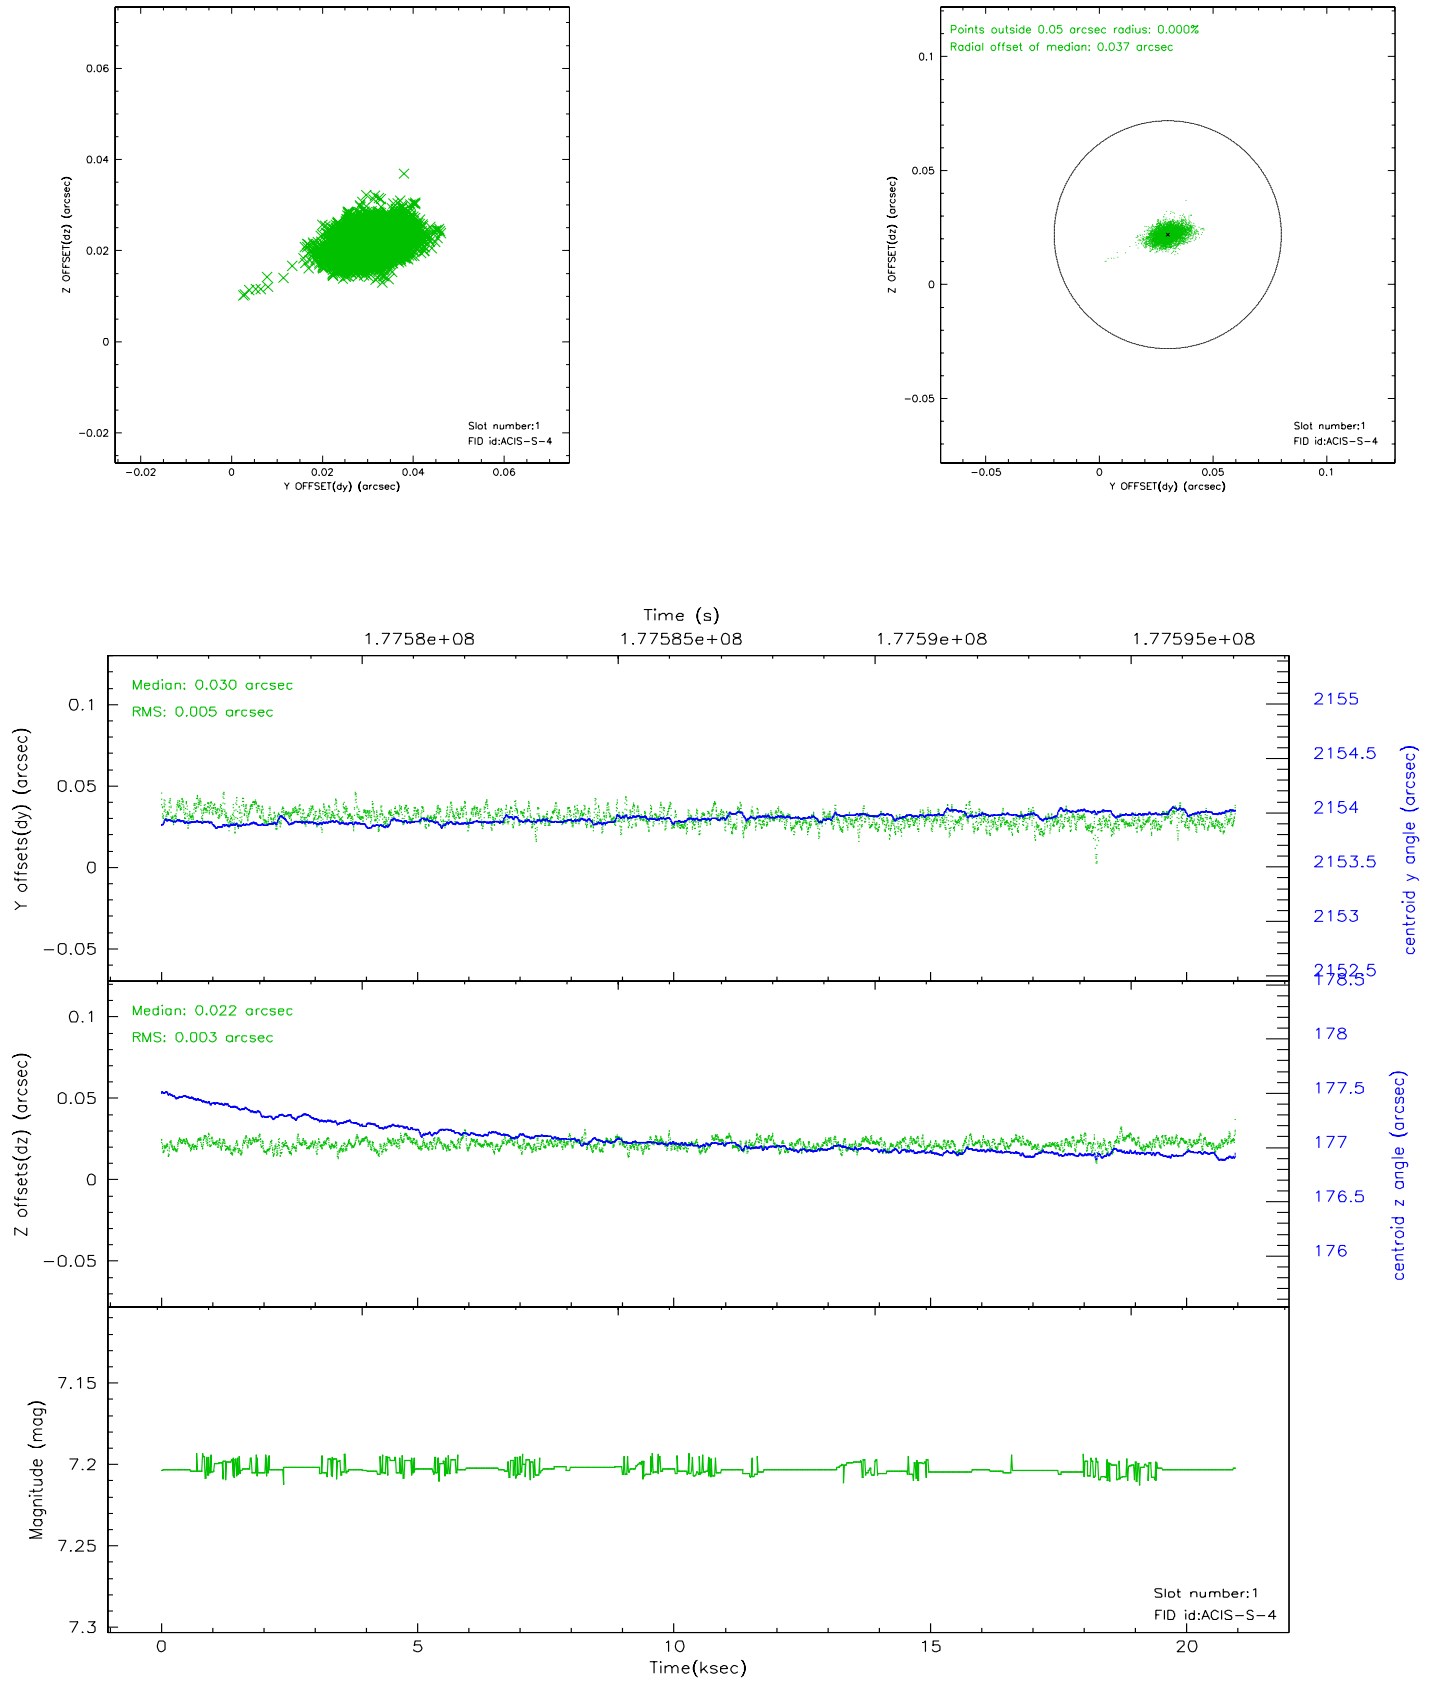 0.06
0.04
0.02
0
-0.02
Z OFFSET(dz) (arcsec)
Slot number:1
FID id:ACIS-S-4
-0.02 0 0.02 0.04 0.06
Y OFFSET(dy) (arcsec)
Points outside 0.05 arcsec radius: 0.000%
Radial offset of median: 0.037 arcsec
0.1
0.05
0
-0.05
Z OFFSET(dz) (arcsec)
Slot number:1
FID id:ACIS-S-4
-0.05 0 0.05 0.1
Y OFFSET(dy) (arcsec)
Time (s)
1.7758e+08 1.77585e+08 1.7759e+08 1.77595e+08
Median: 0.030 arcsec
RMS: 0.005 arcsec
0.1
0.05
0
-0.05
Y offsets(dy) (arcsec)
2155
2154.5
2154
2153.5
2153
2152.5
centroid y angle (arcsec)
Median: 0.022 arcsec
RMS: 0.003 arcsec
0.1
0.05
0
-0.05
Z offsets(dz) (arcsec)
178.5
178
177.5
177
176.5
176
centroid z angle (arcsec)
7.15
7.2
7.25
7.3
Magnitude (mag)
Slot number:1
FID id:ACIS-S-4
0 5 10 15 20
Time(ksec)